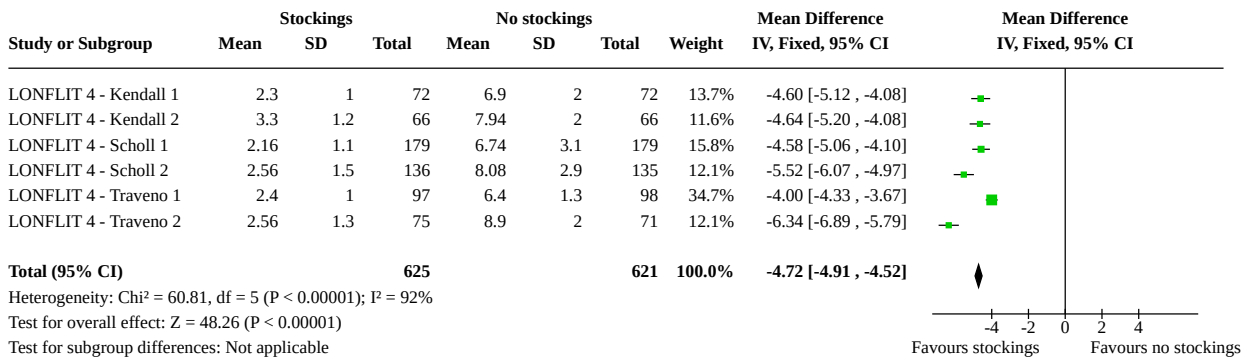 Stockings No stockings Mean Difference Mean Difference
Study or Subgroup Mean SD Total Mean SD Total Weight IV, Fixed, 95% CI IV, Fixed, 95% CI
LONFLIT 4 - Kendall 1 2.3 1 72 6.9 2 72 13.7% -4.60 [-5.12 , -4.08]
LONFLIT 4 - Kendall 2 3.3 1.2 66 7.94 2 66 11.6% -4.64 [-5.20 , -4.08]
LONFLIT 4 - Scholl 1 2.16 1.1 179 6.74 3.1 179 15.8% -4.58 [-5.06 , -4.10]
LONFLIT 4 - Scholl 2 2.56 1.5 136 8.08 2.9 135 12.1% -5.52 [-6.07 , -4.97]
LONFLIT 4 - Traveno 1 2.4 1 97 6.4 1.3 98 34.7% -4.00 [-4.33 , -3.67]
LONFLIT 4 - Traveno 2 2.56 1.3 75 8.9 2 71 12.1% -6.34 [-6.89 , -5.79]
Total (95% CI) 625 621 100.0% -4.72 [-4.91 , -4.52]
Heterogeneity: Chi² = 60.81, df = 5 (P < 0.00001); I² = 92%
Test for overall effect: Z = 48.26 (P < 0.00001)
-4 -2 0 2 4
Test for subgroup differences: Not applicable
Favours stockings Favours no stockings